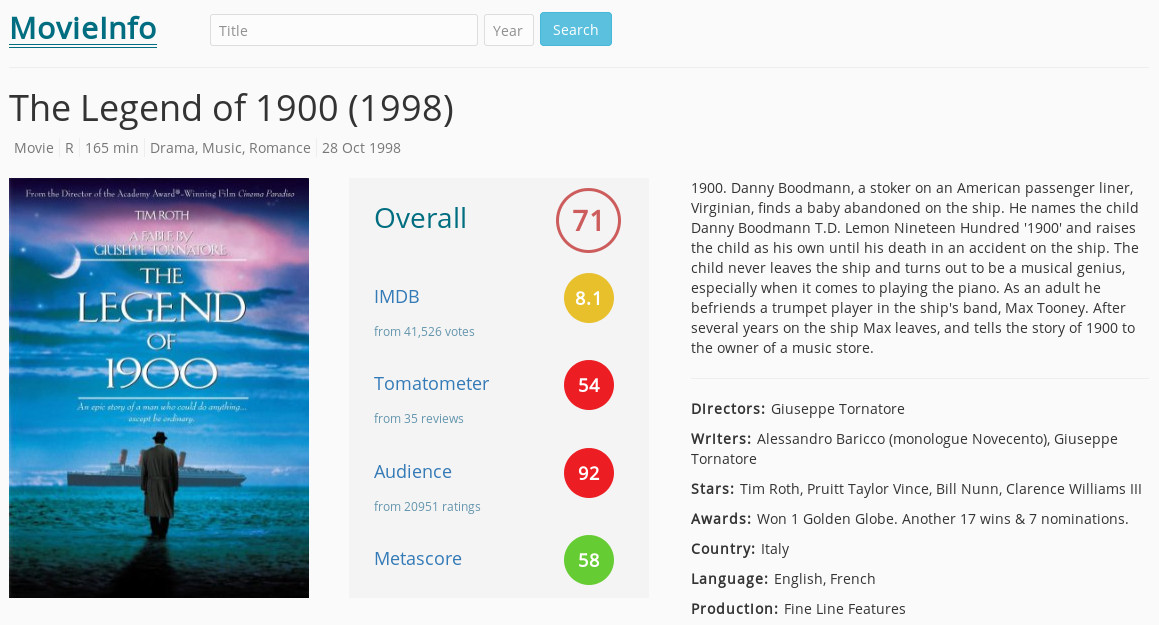 MovieInfo
Title
Year
Search
The Legend of 1900 (1998)
Movie
R
165 min
Drama, Music, Romance
28 Oct 1998
From the Director of the Academy Award®-Winning Film Cinema Paradiso
TIM ROTH
A FABLE BY
GIUSEPPE TORNATORE
THE
LEGEND
OF
1900
An epic story of a man who could do anything...
except be ordinary.
Overall
71
IMDB
8.1
from 41,526 votes
Tomatometer
54
from 35 reviews
Audience
92
from 20951 ratings
Metascore
58
1900. Danny Boodmann, a stoker on an American passenger liner,
Virginian, finds a baby abandoned on the ship. He names the child
Danny Boodmann T.D. Lemon Nineteen Hundred '1900' and raises
the child as his own until his death in an accident on the ship. The
child never leaves the ship and turns out to be a musical genius,
especially when it comes to playing the piano. As an adult he
befriends a trumpet player in the ship's band, Max Tooney. After
several years on the ship Max leaves, and tells the story of 1900 to
the owner of a music store.
Directors: Giuseppe Tornatore
Writers: Alessandro Baricco (monologue Novecento), Giuseppe
Tornatore
Stars: Tim Roth, Pruitt Taylor Vince, Bill Nunn, Clarence Williams III
Awards: Won 1 Golden Globe. Another 17 wins & 7 nominations.
Country: Italy
Language: English, French
Production: Fine Line Features